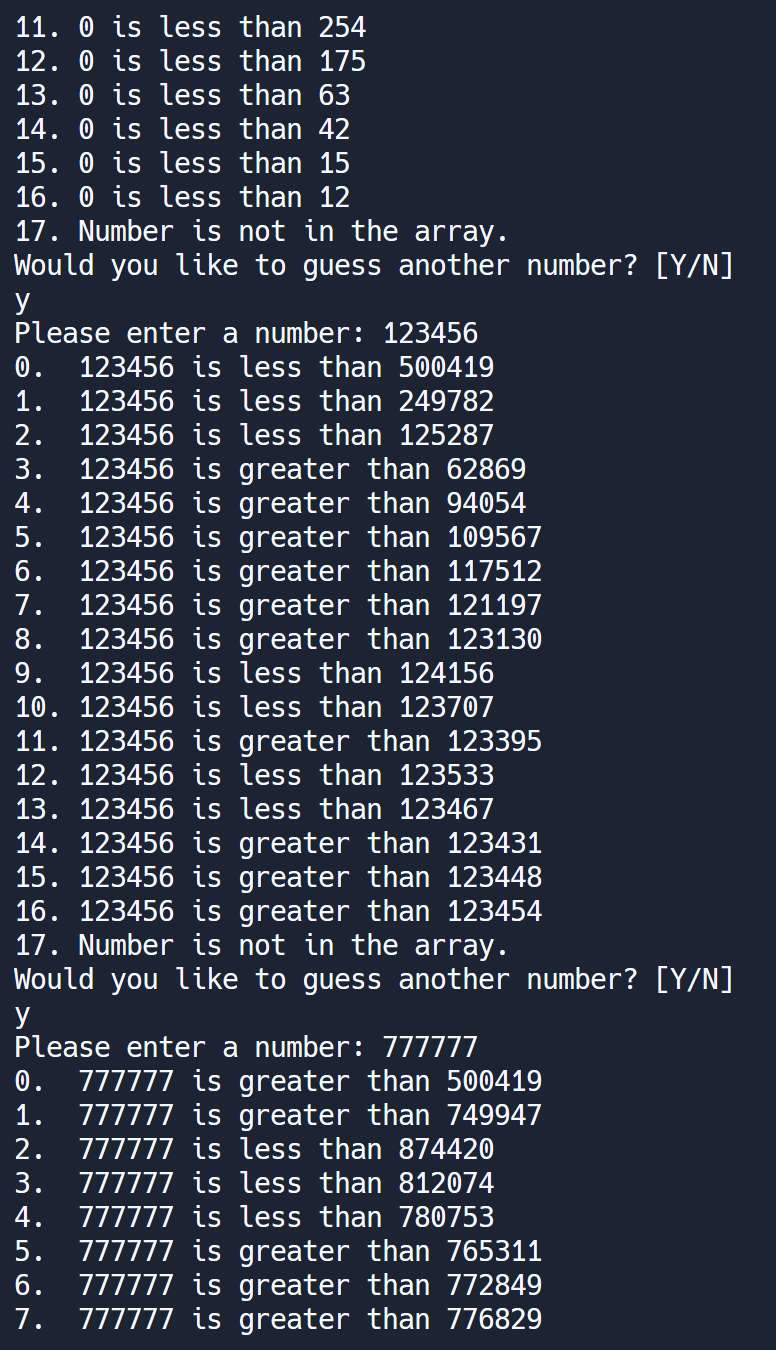 11. 0 is less than 254
12. 0 is less than 175
13. 0 is less than 63
14. 0 is less than 42
15. 0 is less than 15
16. 0 is less than 12
17. Number is not in the array.
Would you like to guess another number? [Y/N]
y
Please enter a number: 123456
0.  123456 is less than 500419
1.  123456 is less than 249782
2.  123456 is less than 125287
3.  123456 is greater than 62869
4.  123456 is greater than 94054
5.  123456 is greater than 109567
6.  123456 is greater than 117512
7.  123456 is greater than 121197
8.  123456 is greater than 123130
9.  123456 is less than 124156
10. 123456 is less than 123707
11. 123456 is greater than 123395
12. 123456 is less than 123533
13. 123456 is less than 123467
14. 123456 is greater than 123431
15. 123456 is greater than 123448
16. 123456 is greater than 123454
17. Number is not in the array.
Would you like to guess another number? [Y/N]
y
Please enter a number: 777777
0.  777777 is greater than 500419
1.  777777 is greater than 749947
2.  777777 is less than 874420
3.  777777 is less than 812074
4.  777777 is less than 780753
5.  777777 is greater than 765311
6.  777777 is greater than 772849
7.  777777 is greater than 776829